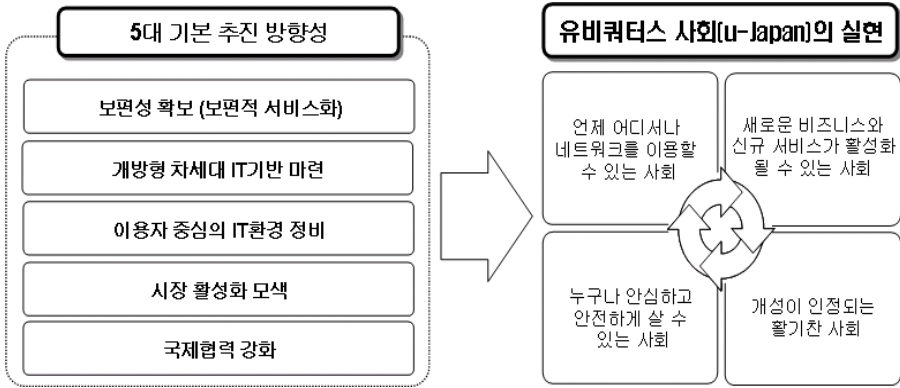 5대 기본 추진 방향성
보편성 확보 (보편적 서비스화)
개방형 차세대 IT기반 마련
이용자 중심의 IT환경 정비
시장 활성화 모색
국제협력 강화
유비쿼터스 사회(u-Japan)의 실현
언제 어디서나
네트워크를 이용할
수 있는 사회
새로운 비즈니스와
신규 서비스가 활성화
될 수 있는 사회
누구나 안심하고
안전하게 살 수
있는 사회
개성이 인정되는
활기찬 사회